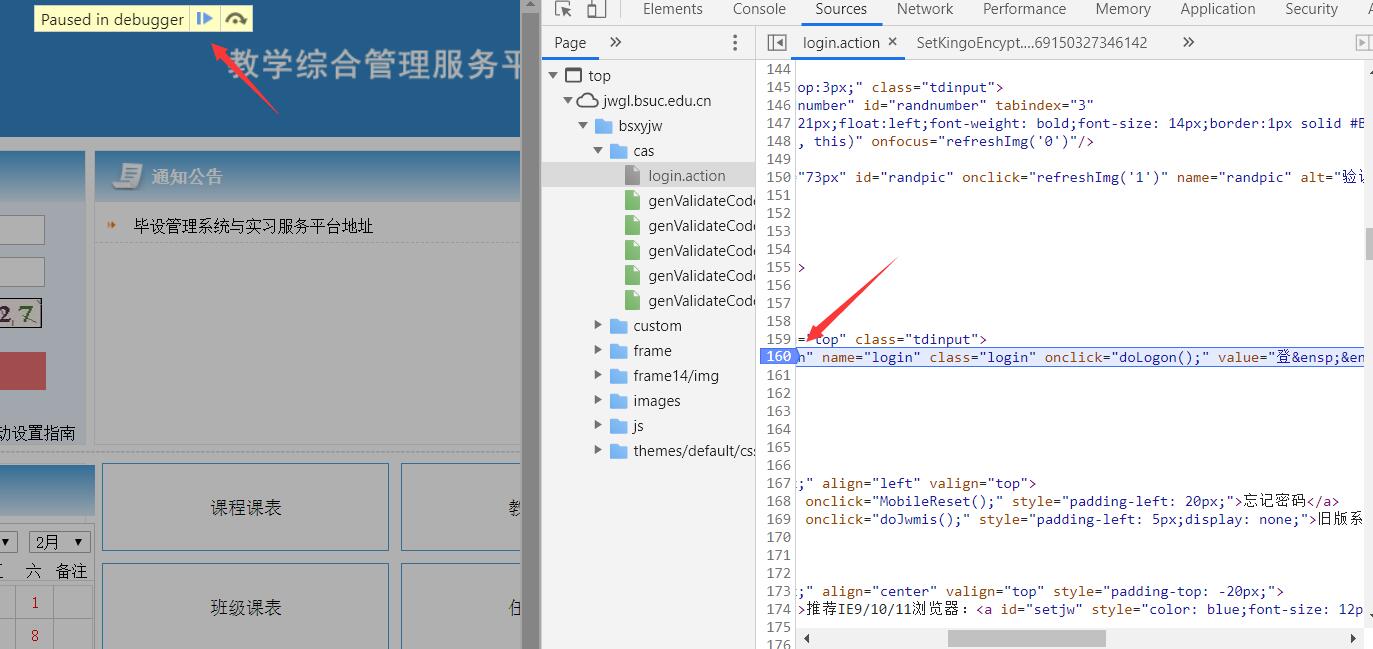 Paused in debugger
教学综合管理服务平
通知公告
毕设管理系统与实习服务平台地址
2,7
动设置指南
课程课表
2月
六 备注
1
班级课表
8
Elements Console Sources Network Performance Memory Application Security
Page
login.action × SetKingoEncypt....69150327346142
top
jwgl.bsuc.edu.cn
bsxyjw
cas
login.action
genValidateCode
genValidateCode
genValidateCode
genValidateCode
genValidateCode
custom
frame
frame14/img
images
js
themes/default/css
144
145 op:3px;" class="tdinput">
146 number" id="randnumber" tabindex="3"
147 21px;float:left;font-weight: bold;font-size: 14px;border:1px solid #B
148 , this)" onfocus="refreshImg('0')"/>
149
150 "73px" id="randpic" onclick="refreshImg('1')" name="randpic" alt="验证
151
152
153
154
155 >
156
157
158
159 ="top" class="tdinput">
160 n" name="login" class="login" onclick="doLogon();" value="登&ensp;&en
161
162
163
164
165
166
167 ;" align="left" valign="top">
168 onclick="MobileReset();" style="padding-left: 20px;">忘记密码</a>
169 onclick="doJwmis();" style="padding-left: 5px;display: none;">旧版系
170
171
172
173 ;" align="center" valign="top" style="padding-top: -20px;">
174 >推荐IE9/10/11浏览器：<a id="setjw" style="color: blue;font-size: 12p
175
176